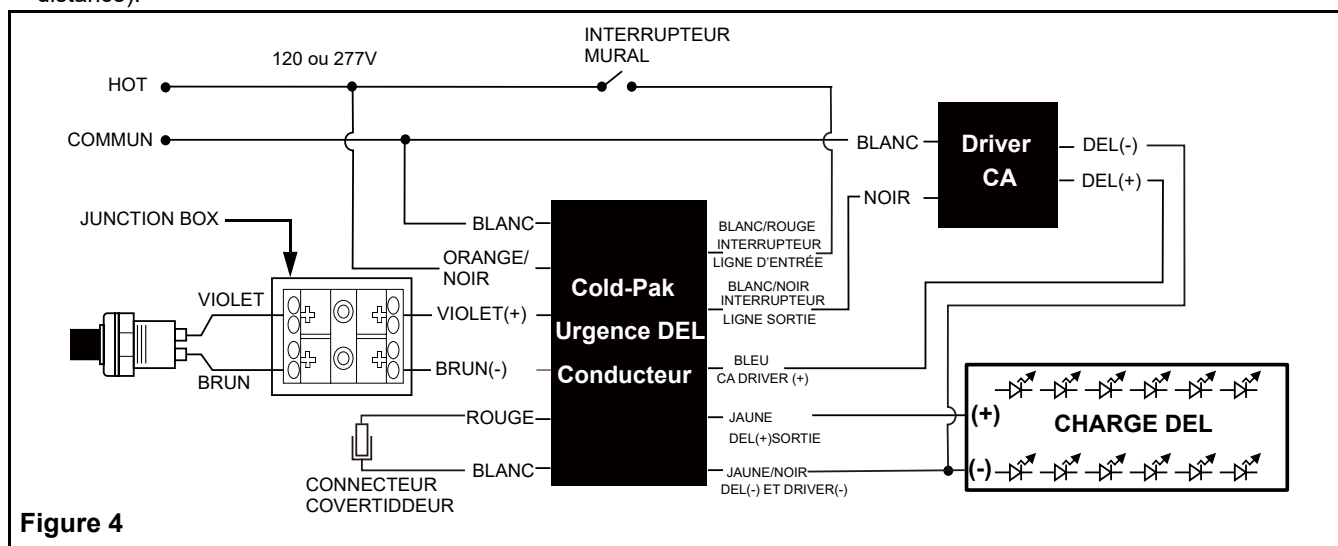 distance).
INTERRUPTEUR
MURAL
120 ou 277V
HOT
COMMUN
BLANC
Driver
CA
DEL(-)
DEL(+)
NOIR
JUNCTION BOX
BLANC
ORANGE/
NOIR
VIOLET
VIOLET(+)
BRUN
BRUN(-)
ROUGE
BLANC
CONNECTEUR
COVERTIDDEUR
Cold-Pak
Urgence DEL
Conducteur
BLANC/ROUGE
INTERRUPTEUR
LIGNE D'ENTRÉE
BLANC/NOIR
INTERRUPTEUR
LIGNE SORTIE
BLEU
CA DRIVER (+)
JAUNE
DEL(+)SORTIE
JAUNE/NOIR
DEL(-) ET DRIVER(-)
(+)
CHARGE DEL
(-)
Figure 4